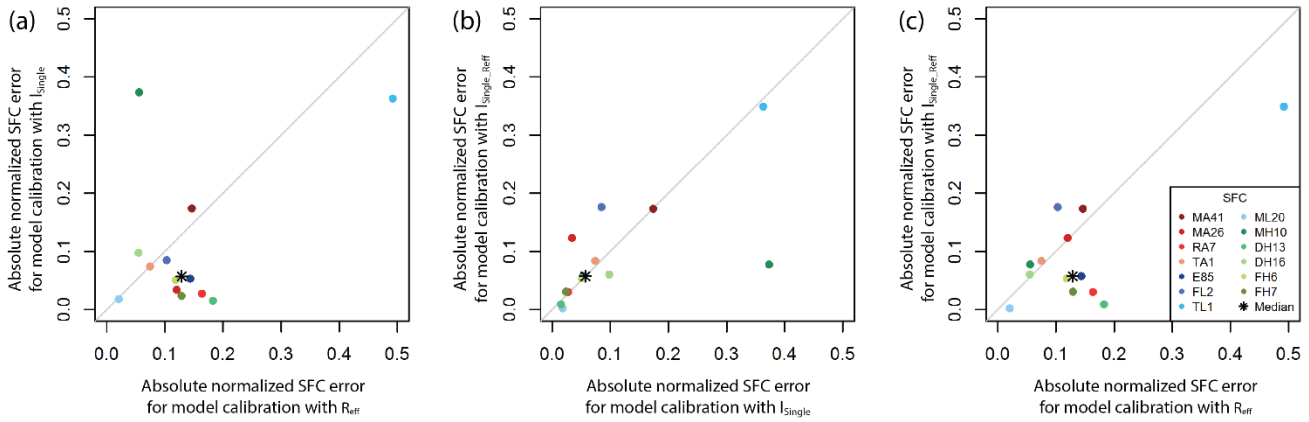 (a)
Absolute normalized SFC error
for model calibration with I_Single
0.5
0.4
0.3
0.2
0.1
0.0
0.0 0.1 0.2 0.3 0.4 0.5
Absolute normalized SFC error
for model calibration with R_eff
(b)
Absolute normalized SFC error
for model calibration with I_Single_Reff
0.5
0.4
0.3
0.2
0.1
0.0
0.0 0.1 0.2 0.3 0.4 0.5
Absolute normalized SFC error
for model calibration with I_Single
(c)
Absolute normalized SFC error
for model calibration with I_Single_Reff
0.5
0.4
0.3
0.2
0.1
0.0
0.0 0.1 0.2 0.3 0.4 0.5
Absolute normalized SFC error
for model calibration with R_eff
SFC
MA41 ML20
MA26 MH10
RA7 DH13
TA1 DH16
E85 FH6
FL2 FH7
TL1 Median